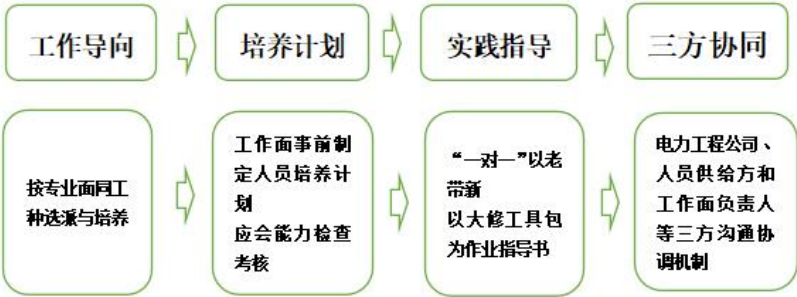 工作导向
培养计划
实践指导
三方协同
按专业面同工
种选派与培养
工作面事前制
定人员培养计
划
应会能力检查
考核
“一对一”以老
带新
以大修工具包
为作业指导书
电力工程公司、
人员供给方和
工作面负责人
等三方沟通协
调机制